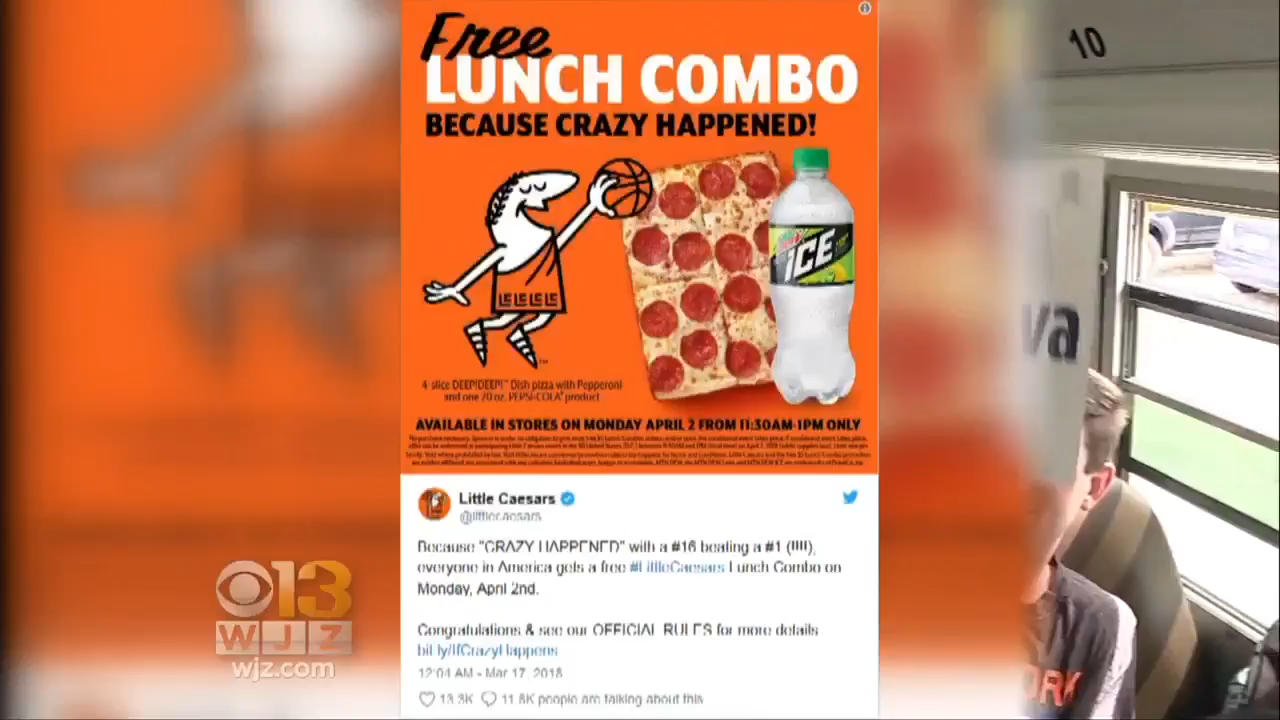 Free
LUNCH COMBO
BECAUSE CRAZY HAPPENED!
ICE
4-slice DEEP!DEEP!™ Dish pizza with Pepperoni
and one 20 oz. PEPSI-COLA® product
AVAILABLE IN STORES ON MONDAY APRIL 2 FROM 11:30AM-1PM ONLY
Little Caesars
@littlecaesars
Because "CRAZY HAPPENED" with a #16 beating a #1 (!!!!),
everyone in America gets a free #LittleCaesars Lunch Combo on
Monday, April 2nd.
Congratulations & see our OFFICIAL RULES for more details
bit.ly/IfCrazyHappens
12:04 AM - Mar 17, 2018
13.3K 11.8K people are talking about this
13
WJZ
wjz.com
10
va
ORK